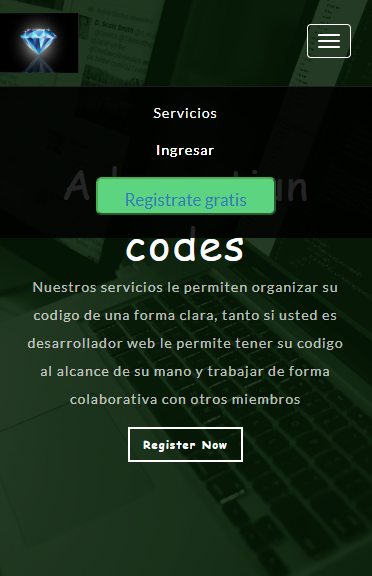 Servicios
Ingresar
Registrate gratis
codes
Nuestros servicios le permiten organizar su
codigo de una forma clara, tanto si usted es
desarrollador web le permite tener su codigo
al alcance de su mano y trabajar de forma
colaborativa con otros miembros
Register Now